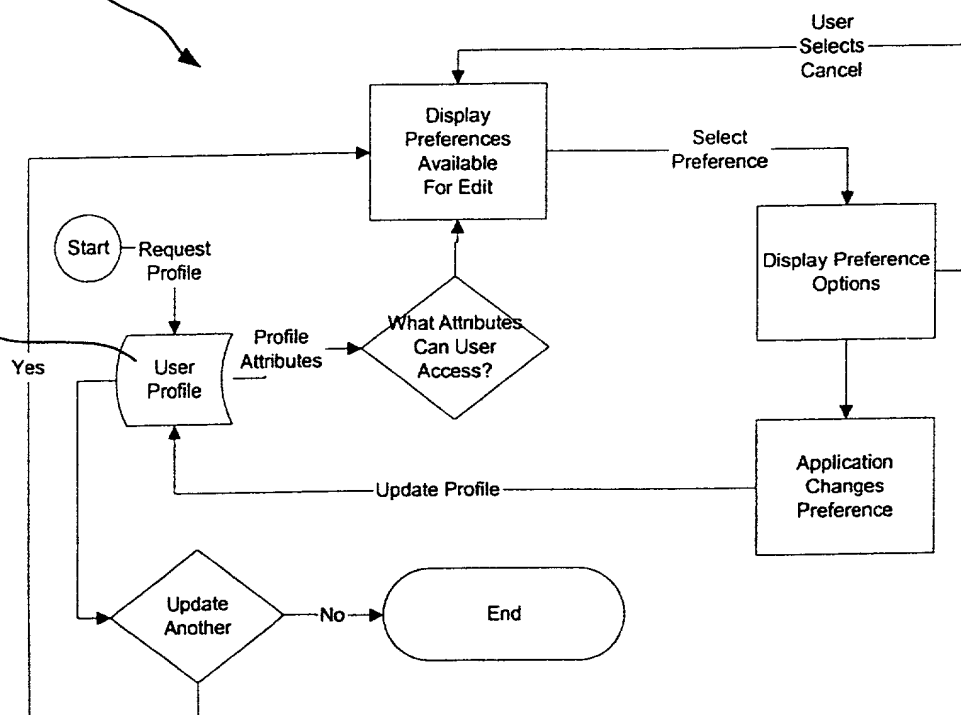 User
Selects
Cancel
Display
Preferences
Available
For Edit
Select
Preference
Start
Request
Profile
Display Preference
Options
What Attributes
Can User
Access?
Profile
Attributes
Yes
User
Profile
Application
Changes
Preference
Update Profile
Update
Another
No
End